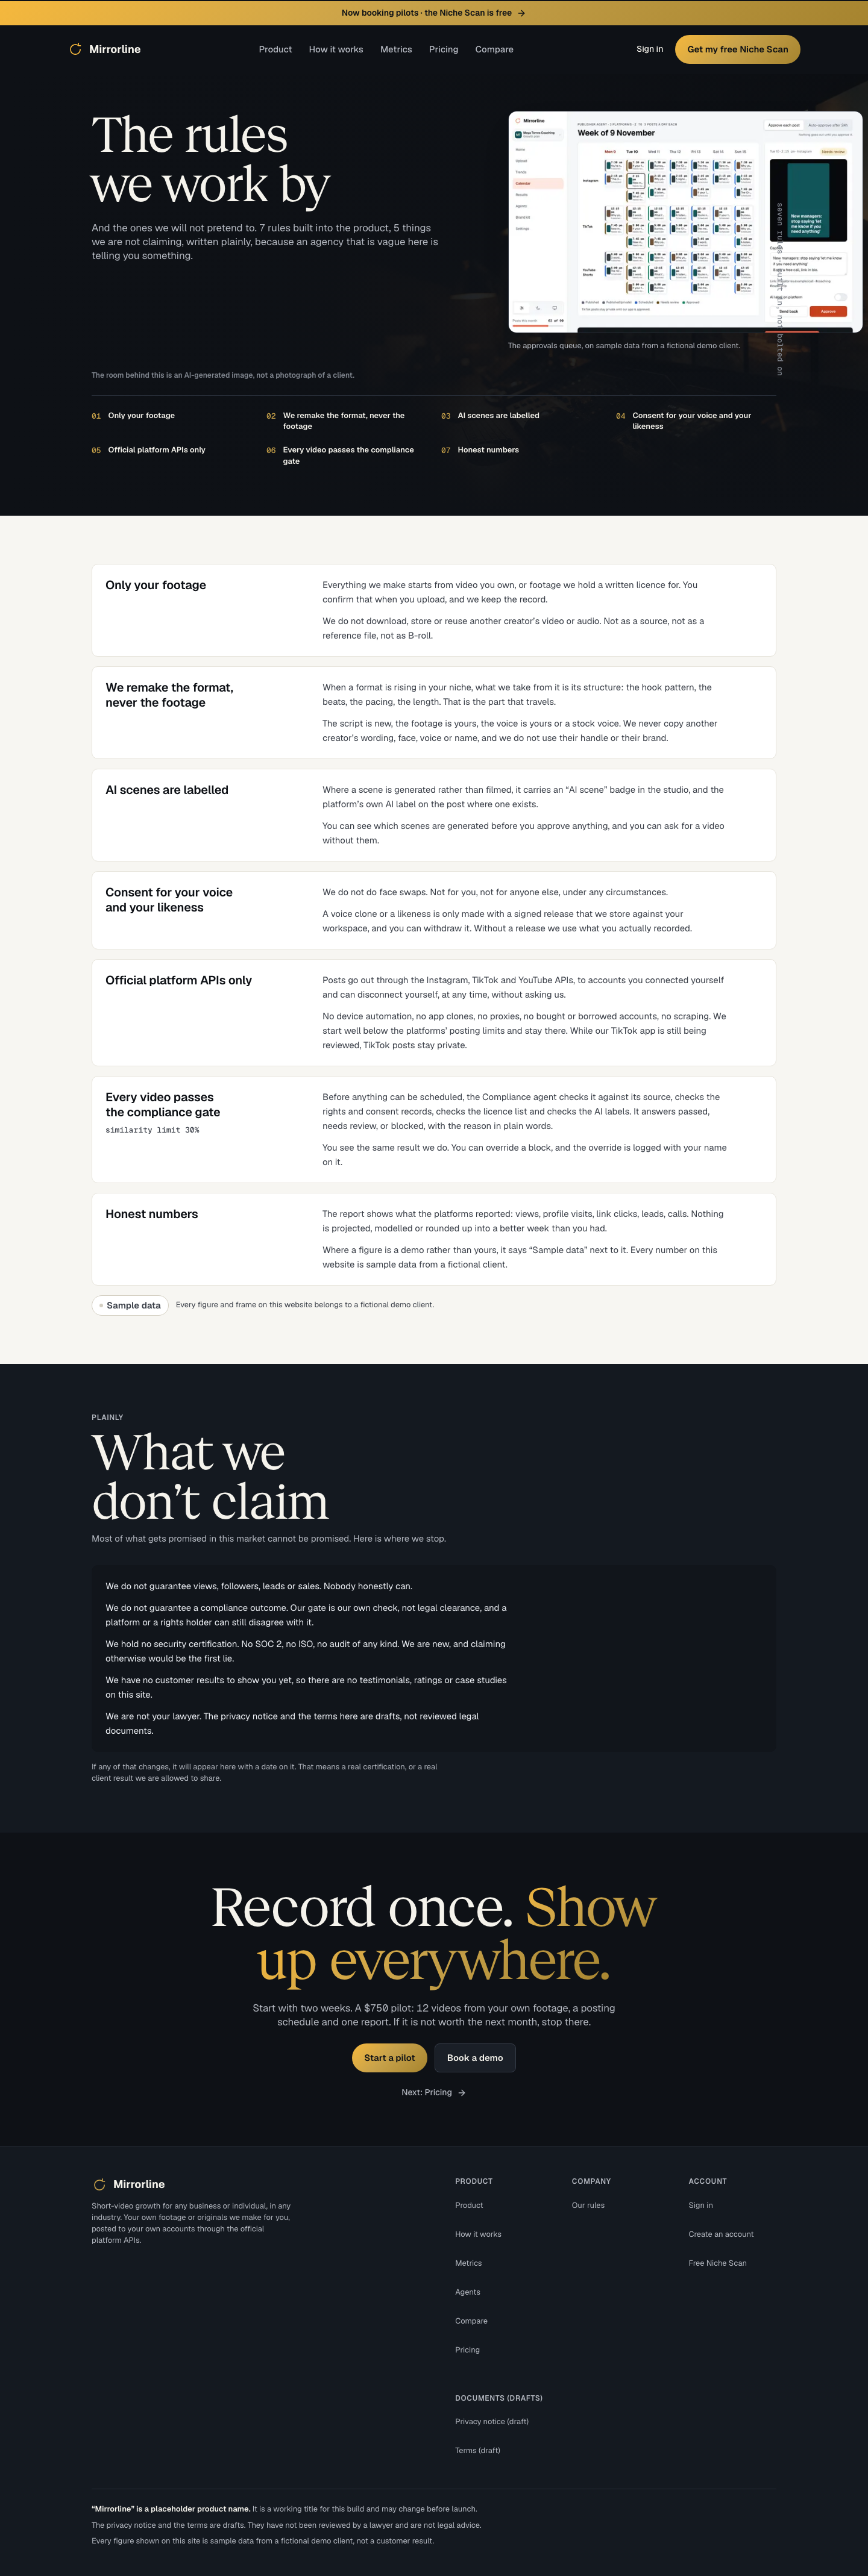 Now booking pilots · the Niche Scan is free →
Mirrorline
Product How it works Metrics Pricing Compare
Sign in
Get my free Niche Scan
The rules
we work by
And the ones we will not pretend to. 7 rules built into the product, 5 things
we are not claiming, written plainly, because an agency that is vague here is
telling you something.
Mirrorline
Week of 9 November
Approve each post
Home
Upload
Trends
Calendar
Results
Agents
Settings
Mon 9 Tue 10 Wed 11 Thu 12 Fri 13 Sat 14 Sun 15
Instagram
TikTok
YouTube
Shorts
Needs review
New managers:
stop saying 'let
me know if you
need anything'
Send back
Approve
The approvals queue, on sample data from a fictional demo client.
The room behind this is an AI-generated image, not a photograph of a client.
01 Only your footage
02 We remake the format, never the
footage
03 AI scenes are labelled
04 Consent for your voice and your
likeness
05 Official platform APIs only
06 Every video passes the compliance
gate
07 Honest numbers
Only your footage
Everything we make starts from video you own, or footage we hold a written licence for. You
confirm that when you upload, and we keep the record.
We do not download, store or reuse another creator's video or audio. Not as a source, not as a
reference file, not as B-roll.
We remake the format,
never the footage
When a format is rising in your niche, what we take from it is its structure: the hook pattern, the
beats, the pacing, the length. That is the part that travels.
The script is new, the footage is yours, the voice is yours or a stock voice. We never copy another
creator's wording, face, voice or name, and we do not use their handle or their brand.
AI scenes are labelled
Where a scene is generated rather than filmed, it carries an “AI scene” badge in the studio, and the
platform's own AI label on the post where one exists.
You can see which scenes are generated before you approve anything, and you can ask for a video
without them.
Consent for your voice
and your likeness
We do not do face swaps. Not for you, not for anyone else, under any circumstances.
A voice clone or a likeness is only made with a signed release that we store against your
workspace, and you can withdraw it. Without a release we use what you actually recorded.
Official platform APIs only
Posts go out through the Instagram, TikTok and YouTube APIs, to accounts you connected yourself
and can disconnect yourself, at any time, without asking us.
No device automation, no app clones, no proxies, no bought or borrowed accounts, no scraping. We
start well below the platforms' posting limits and stay there. While our TikTok app is still being
reviewed, TikTok posts stay private.
Every video passes
the compliance gate
similarity limit 30%
Before anything can be scheduled, the Compliance agent checks it against its source, checks the
rights and consent records, checks the licence list and checks the AI labels. It answers passed,
needs review, or blocked, with the reason in plain words.
You see the same result we do. You can override a block, and the override is logged with your name
on it.
Honest numbers
The report shows what the platforms reported: views, profile visits, link clicks, leads, calls. Nothing
is projected, modelled or rounded up into a better week than you had.
Where a figure is a demo rather than yours, it says “Sample data” next to it. Every number on this
website is sample data from a fictional client.
Sample data
Every figure and frame on this website belongs to a fictional demo client.
PLAINLY
What we
don't claim
Most of what gets promised in this market cannot be promised. Here is where we stop.
We do not guarantee views, followers, leads or sales. Nobody honestly can.
We do not guarantee a compliance outcome. Our gate is our own check, not legal clearance, and a
platform or a rights holder can still disagree with it.
We hold no security certification. No SOC 2, no ISO, no audit of any kind. We are new, and claiming
otherwise would be the first lie.
We have no customer results to show you yet, so there are no testimonials, ratings or case studies
on this site.
We are not your lawyer. The privacy notice and the terms here are drafts, not reviewed legal
documents.
If any of that changes, it will appear here with a date on it. That means a real certification, or a real
client result we are allowed to share.
Record once. Show
up everywhere.
Start with two weeks. A $750 pilot: 12 videos from your own footage, a posting
schedule and one report. If it is not worth the next month, stop there.
Start a pilot
Book a demo
Next: Pricing →
Mirrorline
Short-video growth for any business or individual, in any
industry. Your own footage or originals we make for you,
posted to your own accounts through the official
platform APIs.
PRODUCT
Product
How it works
Metrics
Agents
Compare
Pricing
COMPANY
Our rules
ACCOUNT
Sign in
Create an account
Free Niche Scan
DOCUMENTS (DRAFTS)
Privacy notice (draft)
Terms (draft)
“Mirrorline” is a placeholder product name. It is a working title for this build and may change before launch.
The privacy notice and the terms are drafts. They have not been reviewed by a lawyer and are not legal advice.
Every figure shown on this site is sample data from a fictional demo client, not a customer result.